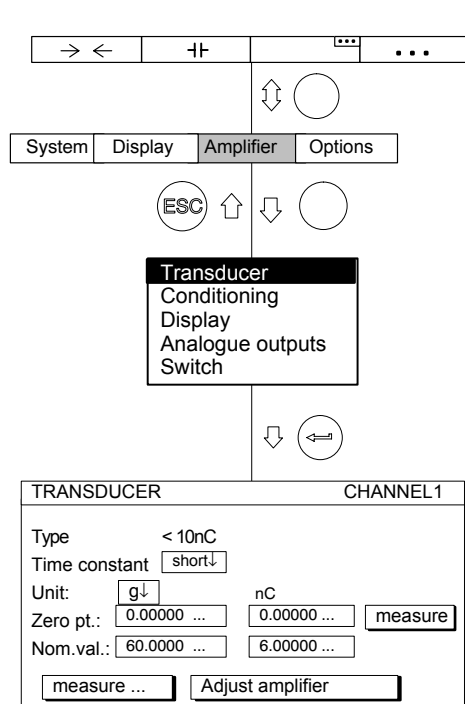 → ← ⊣⊢ ... ...
System Display Amplifier Options
ESC
Transducer
Conditioning
Display
Analogue outputs
Switch
TRANSDUCER CHANNEL1
Type < 10nC
Time constant short↓
Unit: g↓ nC
Zero pt.: 0.00000 ... 0.00000 ... measure
Nom.val.: 60.0000 ... 6.00000 ...
measure ... Adjust amplifier